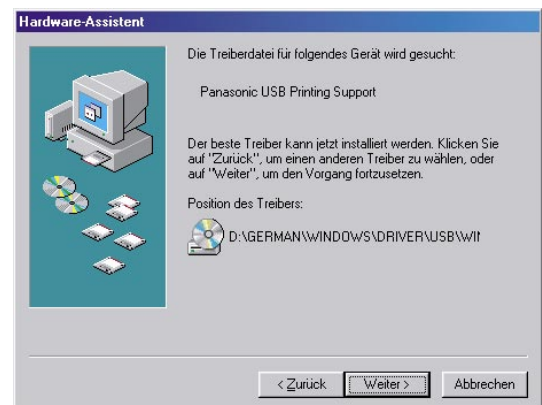 Hardware-Assistent
Die Treiberdatei für folgendes Gerät wird gesucht:
Panasonic USB Printing Support
Der beste Treiber kann jetzt installiert werden. Klicken Sie
auf "Zurück", um einen anderen Treiber zu wählen, oder
auf "Weiter", um den Vorgang fortzusetzen.
Position des Treibers:
D:\GERMAN\WINDOWS\DRIVER\USB\WI
< Zurück Weiter > Abbrechen